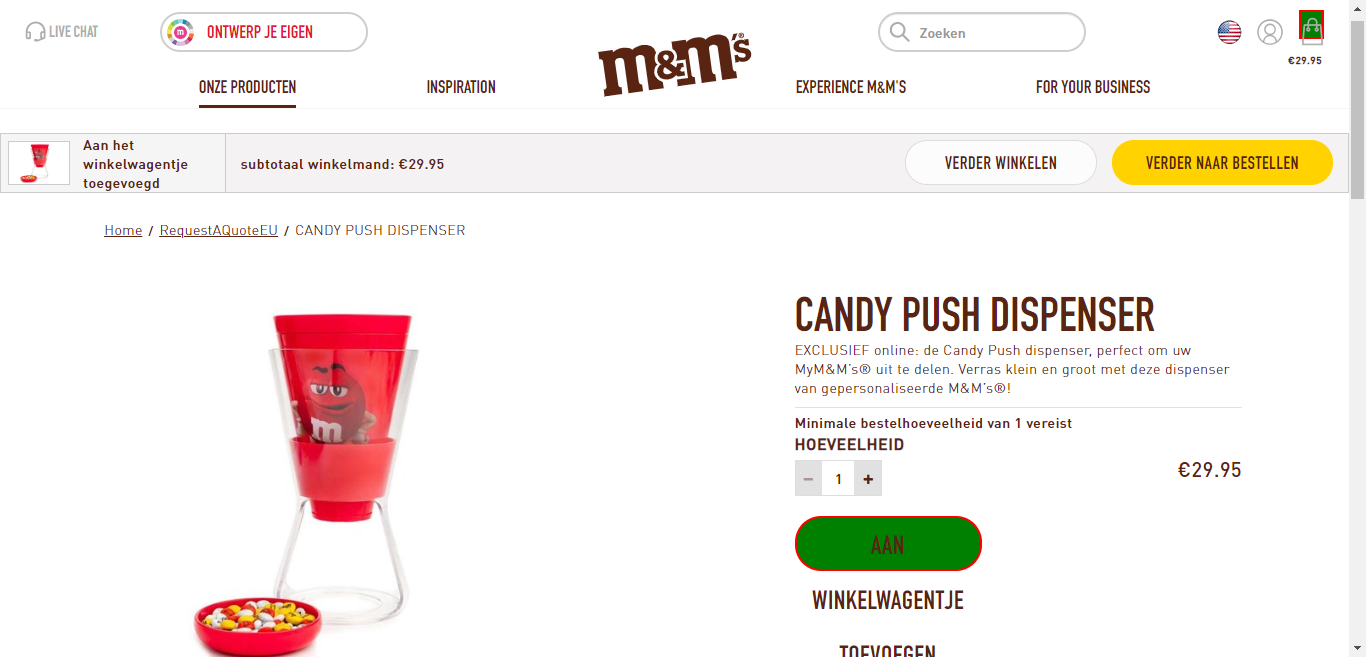 LIVE CHAT
m
ONTWERP JE EIGEN
m&m's®
Zoeken
€29.95
ONZE PRODUCTEN
INSPIRATION
EXPERIENCE M&M'S
FOR YOUR BUSINESS
Aan het
winkelwagentje
toegevoegd
subtotaal winkelmand: €29.95
VERDER WINKELEN
VERDER NAAR BESTELLEN
Home / RequestAQuoteEU / CANDY PUSH DISPENSER
m
CANDY PUSH DISPENSER
EXCLUSIEF online: de Candy Push dispenser, perfect om uw
MyM&M's® uit te delen. Verras klein en groot met deze dispenser
van gepersonaliseerde M&M's®!
Minimale bestelhoeveelheid van 1 vereist
HOEVEELHEID
− 1 +
€29.95
AAN
WINKELWAGENTJE
TOEVOEGEN